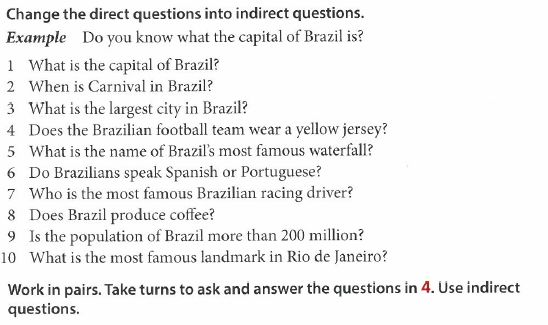 Change the direct questions into indirect questions.
Example Do you know what the capital of Brazil is?
1 What is the capital of Brazil?
2 When is Carnival in Brazil?
3 What is the largest city in Brazil?
4 Does the Brazilian football team wear a yellow jersey?
5 What is the name of Brazil's most famous waterfall?
6 Do Brazilians speak Spanish or Portuguese?
7 Who is the most famous Brazilian racing driver?
8 Does Brazil produce coffee?
9 Is the population of Brazil more than 200 million?
10 What is the most famous landmark in Rio de Janeiro?
Work in pairs. Take turns to ask and answer the questions in 4. Use indirect
questions.